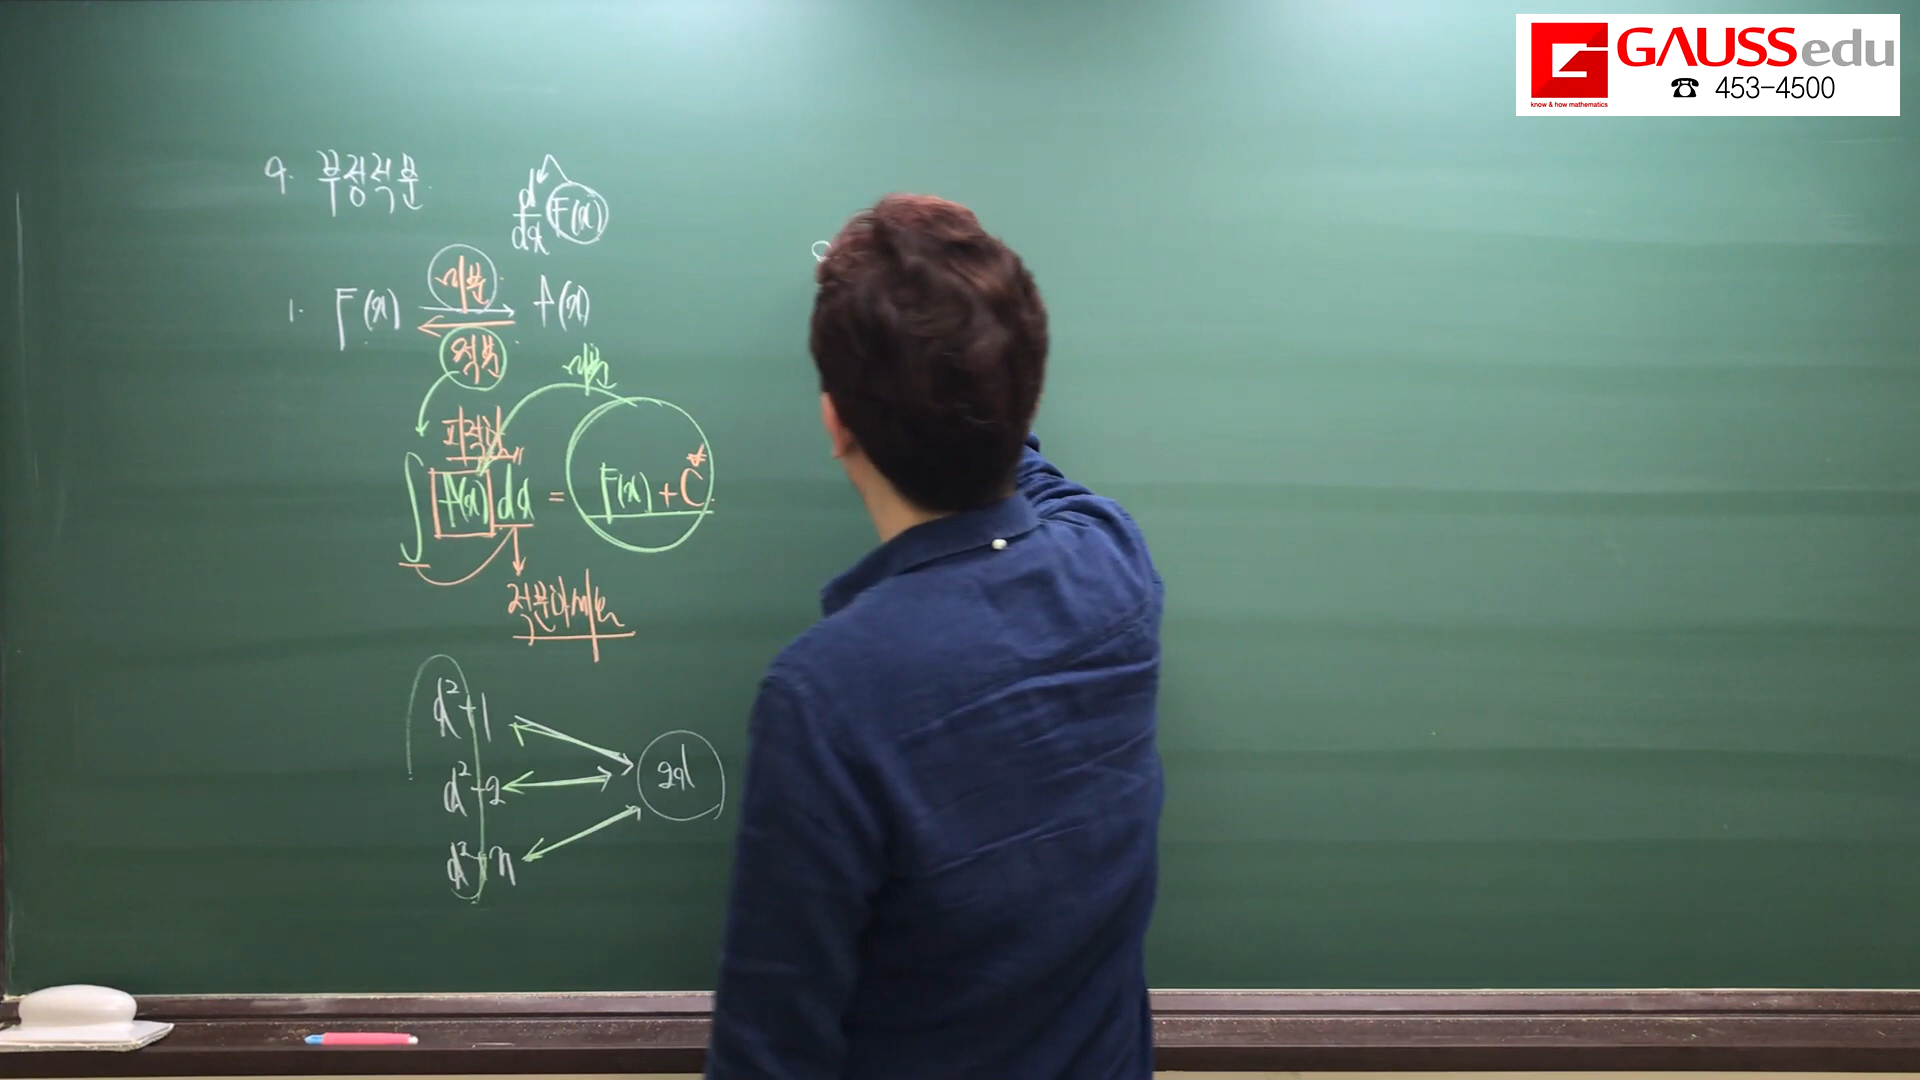 GAUSSedu
know & how mathematics
☎ 453-4500
9. 부정적분
d/dx F(x)
미분
1. F(x) f(x)
적분
미분
피적분
∫ f(x) dx = F(x) + C
적분변수
x²+1
x²+2 2x
x²+π